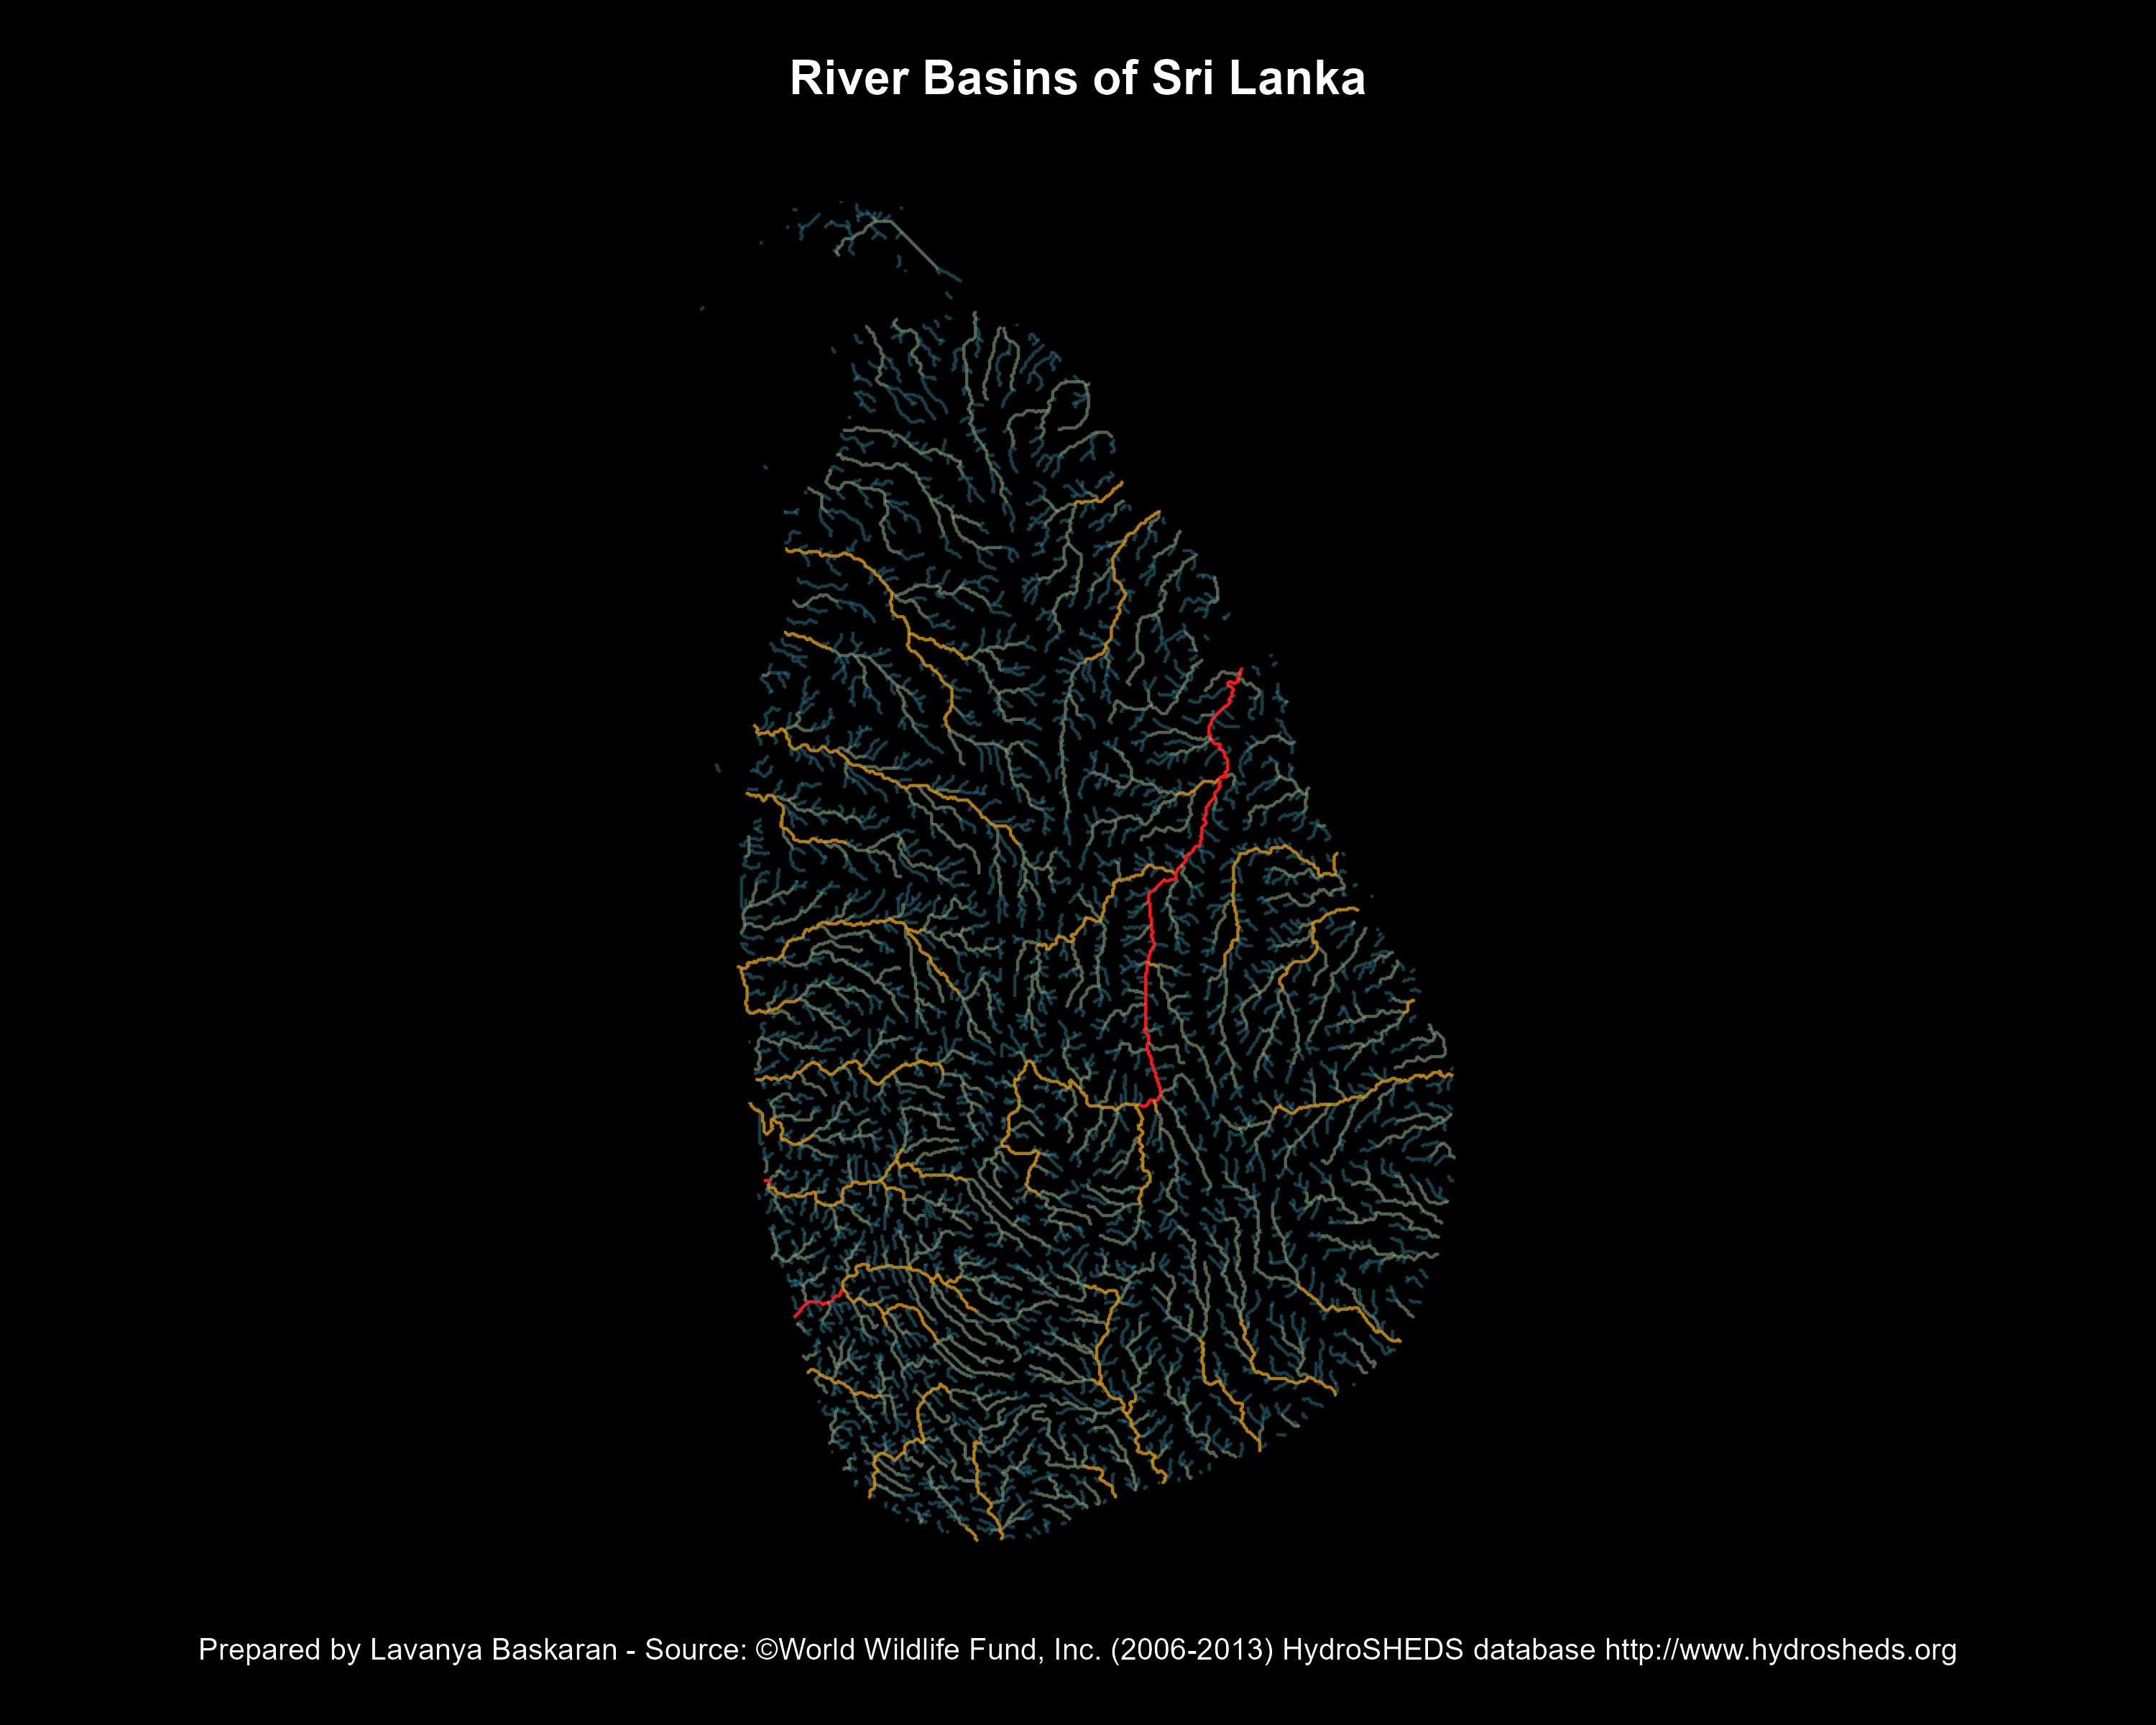 River Basins of Sri Lanka
Prepared by Lavanya Baskaran - Source: ©World Wildlife Fund, Inc. (2006-2013) HydroSHEDS database http://www.hydrosheds.org